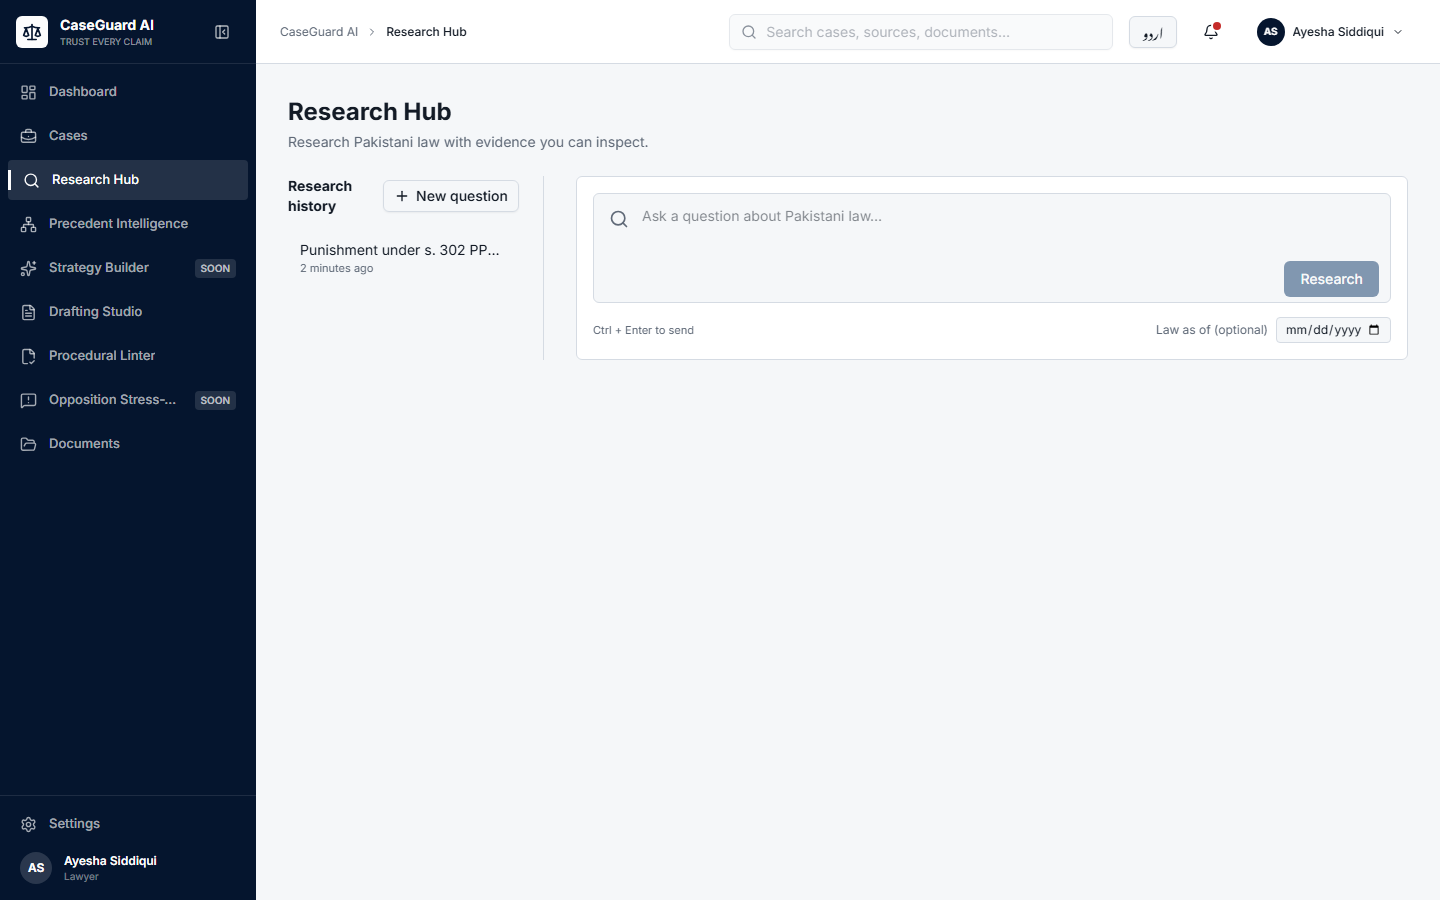 CaseGuard AI
TRUST EVERY CLAIM
Dashboard
Cases
Research Hub
Precedent Intelligence
Strategy Builder SOON
Drafting Studio
Procedural Linter
Opposition Stress-... SOON
Documents
Settings
AS
Ayesha Siddiqui
Lawyer
CaseGuard AI > Research Hub
Search cases, sources, documents...
اردو
AS Ayesha Siddiqui
Research Hub
Research Pakistani law with evidence you can inspect.
Research
history
+ New question
Punishment under s. 302 PP...
2 minutes ago
Ask a question about Pakistani law...
Research
Ctrl + Enter to send
Law as of (optional) mm/dd/yyyy